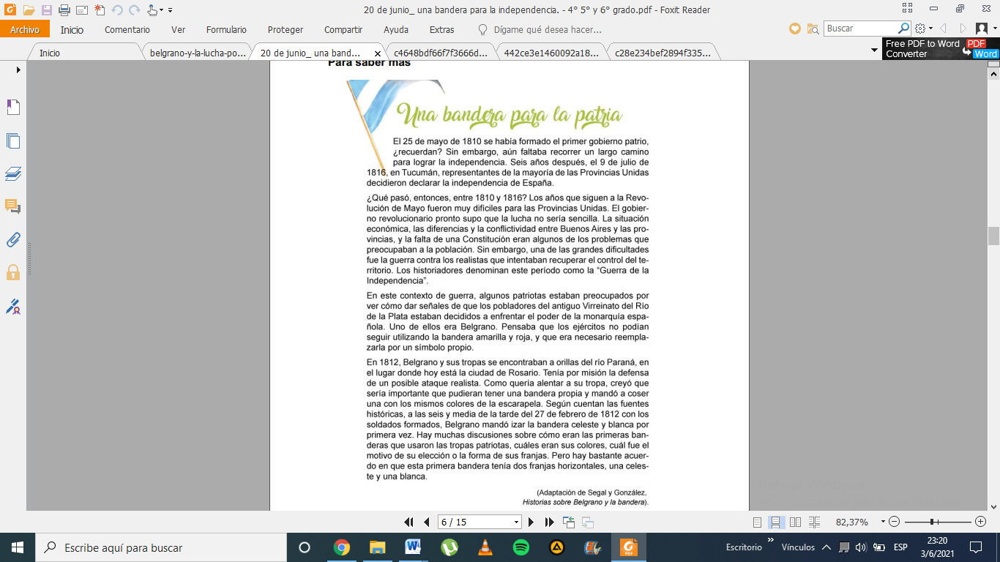 20 de junio_ una bandera para la independencia. - 4° 5° y 6° grado.pdf - Foxit Reader
Archivo Inicio Comentario Ver Formulario Proteger Compartir Ayuda Extras Dígame qué desea hacer... Buscar
Inicio belgrano-y-la-lucha-po... 20 de junio_ una band... c4648bdf66f7f3666d... 442ce3e1460092a18... c28e234bef2894f335...
Free PDF to Word PDF
Converter Word
Para saber más
Una bandera para la patria
El 25 de mayo de 1810 se había formado el primer gobierno patrio,
¿recuerdan? Sin embargo, aún faltaba recorrer un largo camino
para lograr la independencia. Seis años después, el 9 de julio de
1816, en Tucumán, representantes de la mayoría de las Provincias Unidas
decidieron declarar la independencia de España.
¿Qué pasó, entonces, entre 1810 y 1816? Los años que siguen a la Revo-
lución de Mayo fueron muy difíciles para las Provincias Unidas. El gobier-
no revolucionario pronto supo que la lucha no sería sencilla. La situación
económica, las diferencias y la conflictividad entre Buenos Aires y las pro-
vincias, y la falta de una Constitución eran algunos de los problemas que
preocupaban a la población. Sin embargo, una de las grandes dificultades
fue la guerra contra los realistas que intentaban recuperar el control del te-
rritorio. Los historiadores denominan este período como la “Guerra de la
Independencia”.
En este contexto de guerra, algunos patriotas estaban preocupados por
ver cómo dar señales de que los pobladores del antiguo Virreinato del Río
de la Plata estaban decididos a enfrentar el poder de la monarquía espa-
ñola. Uno de ellos era Belgrano. Pensaba que los ejércitos no podían
seguir utilizando la bandera amarilla y roja, y que era necesario reempla-
zarla por un símbolo propio.
En 1812, Belgrano y sus tropas se encontraban a orillas del río Paraná, en
el lugar donde hoy está la ciudad de Rosario. Tenía por misión la defensa
de un posible ataque realista. Como quería alentar a su tropa, creyó que
sería importante que pudieran tener una bandera propia y mandó a coser
una con los mismos colores de la escarapela. Según cuentan las fuentes
históricas, a las seis y media de la tarde del 27 de febrero de 1812 con los
soldados formados, Belgrano mandó izar la bandera celeste y blanca por
primera vez. Hay muchas discusiones sobre cómo eran las primeras ban-
deras que usaron las tropas patriotas, cuáles eran sus colores, cuál fue el
motivo de su elección o la forma de sus franjas. Pero hay bastante acuer-
do en que esta primera bandera tenía dos franjas horizontales, una celes-
te y una blanca.
(Adaptación de Segal y González,
Historias sobre Belgrano y la bandera).
6 / 15 82,37%
Escribe aquí para buscar Escritorio Vínculos ESP 23:20
3/6/2021